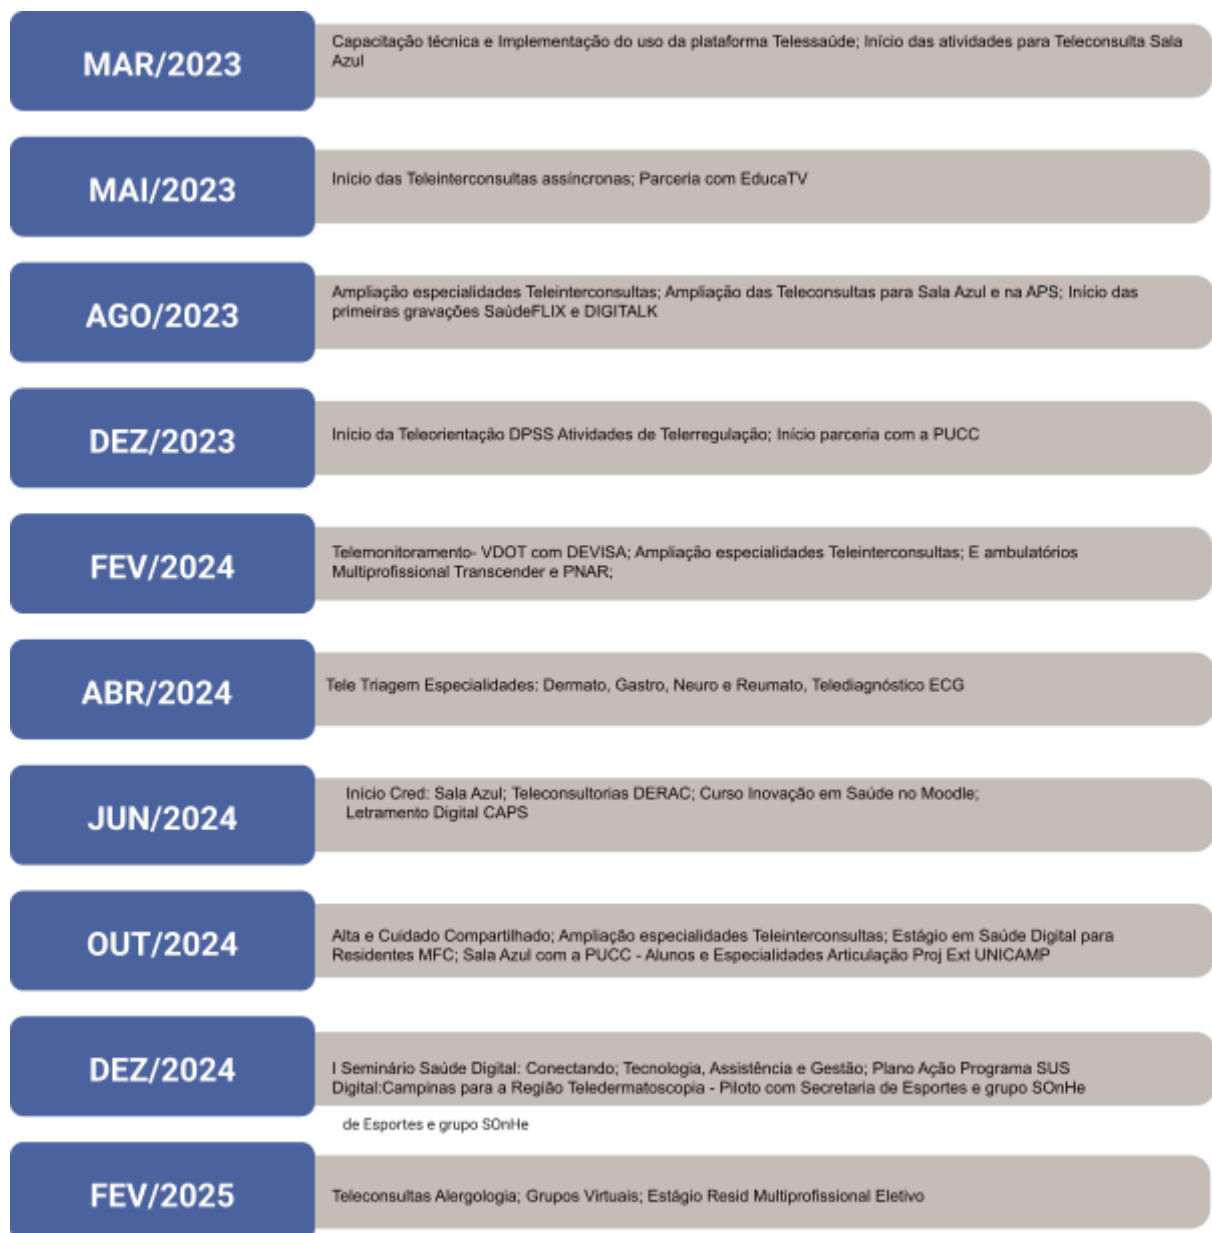 MAR/2023
Capacitação técnica e Implementação do uso da plataforma Telessaúde; Início das atividades para Teleconsulta Sala
Azul
MAI/2023
Início das Teleinterconsultas assíncronas; Parceria com EducaTV
AGO/2023
Ampliação especialidades Teleinterconsultas; Ampliação das Teleconsultas para Sala Azul e na APS; Início das
primeiras gravações SaúdeFLIX e DIGITALK
DEZ/2023
Início da Teleorientação DPSS Atividades de Telerregulação; Início parceria com a PUCC
FEV/2024
Telemonitoramento- VDOT com DEVISA; Ampliação especialidades Teleinterconsultas; E ambulatórios
Multiprofissional Transcender e PNAR;
ABR/2024
Tele Triagem Especialidades: Dermato, Gastro, Neuro e Reumato, Telediagnóstico ECG
JUN/2024
Início Cred: Sala Azul; Teleconsultorias DERAC; Curso Inovação em Saúde no Moodle;
Letramento Digital CAPS
OUT/2024
Alta e Cuidado Compartilhado; Ampliação especialidades Teleinterconsultas; Estágio em Saúde Digital para
Residentes MFC; Sala Azul com a PUCC - Alunos e Especialidades Articulação Proj Ext UNICAMP
DEZ/2024
I Seminário Saúde Digital: Conectando; Tecnologia, Assistência e Gestão; Plano Ação Programa SUS
Digital:Campinas para a Região Teledermatoscopia - Piloto com Secretaria de Esportes e grupo SOnHe
de Esportes e grupo SOnHe
FEV/2025
Teleconsultas Alergologia; Grupos Virtuais; Estágio Resid Multiprofissional Eletivo